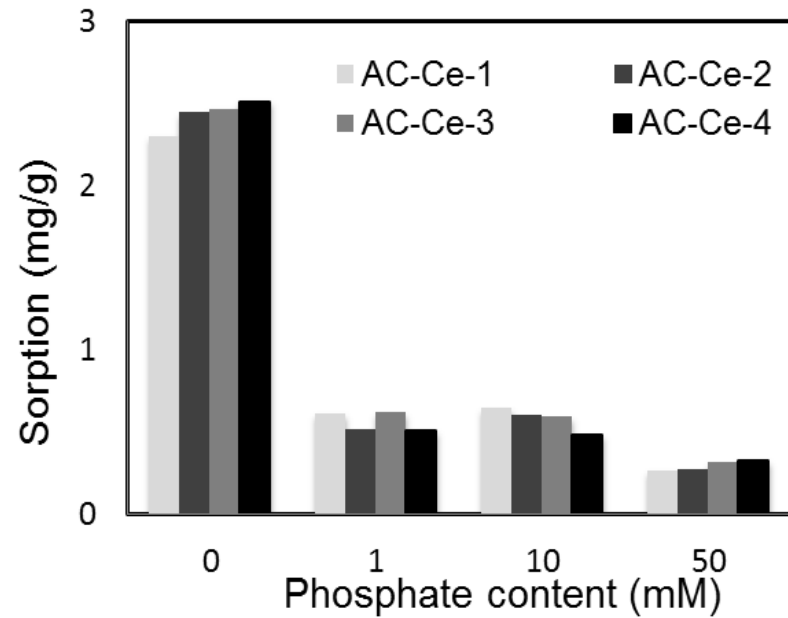 3
AC-Ce-1 AC-Ce-2
AC-Ce-3 AC-Ce-4
2
1
0
Sorption (mg/g)
0 1 10 50
Phosphate content (mM)